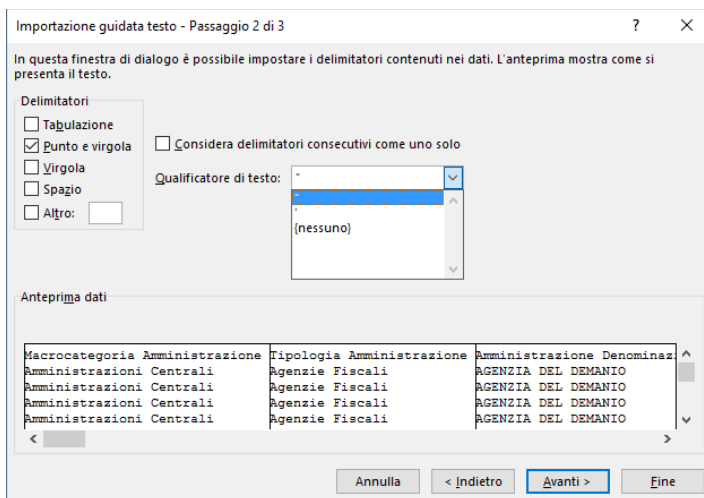 Importazione guidata testo - Passaggio 2 di 3
?
In questa finestra di dialogo è possibile impostare i delimitatori contenuti nei dati. L'anteprima mostra come si
presenta il testo.
Delimitatori
Tabulazione
Punto e virgola
Virgola
Spazio
Altro:
Considera delimitatori consecutivi come uno solo
Qualificatore di testo: "
"
'
{nessuno}
Anteprima dati
Macrocategoria Amministrazione Tipologia Amministrazione Amministrazione Denominaz
Amministrazioni Centrali Agenzie Fiscali AGENZIA DEL DEMANIO
Amministrazioni Centrali Agenzie Fiscali AGENZIA DEL DEMANIO
Amministrazioni Centrali Agenzie Fiscali AGENZIA DEL DEMANIO
Amministrazioni Centrali Agenzie Fiscali AGENZIA DEL DEMANIO
Annulla < Indietro Avanti > Fine